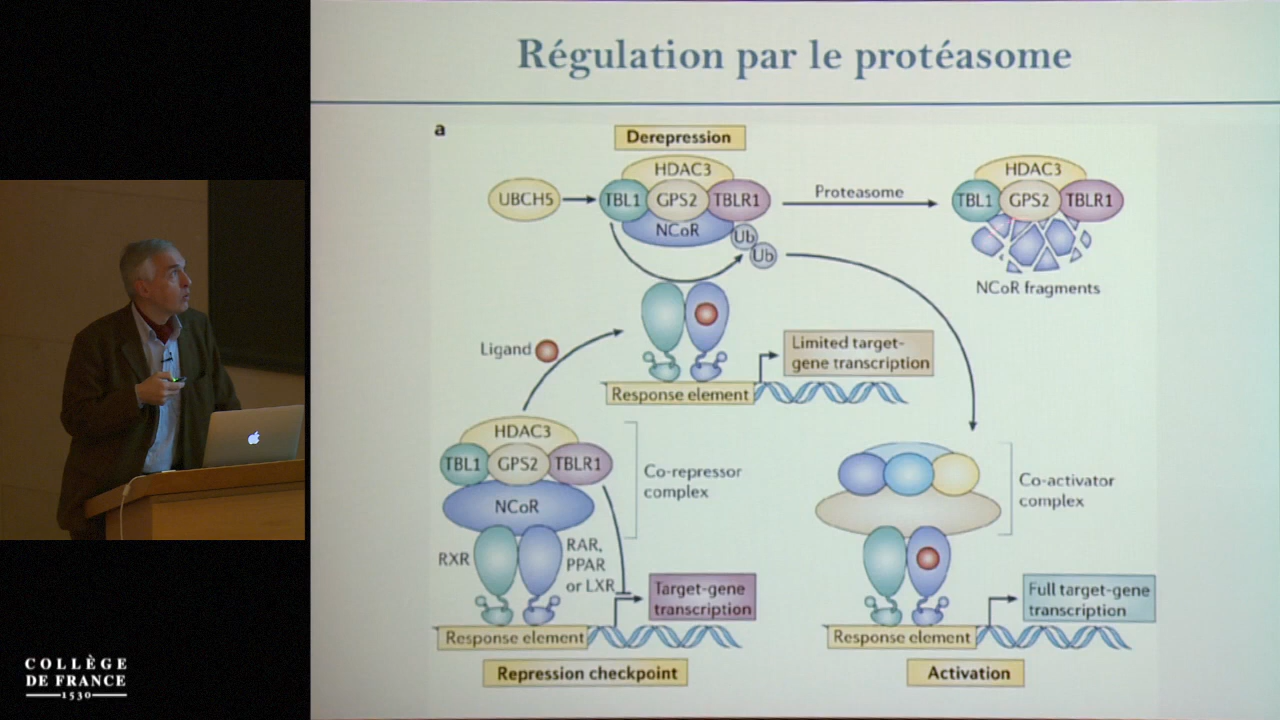 Régulation par le protéasome
a
Derepression
HDAC3
UBCH5
TBL1
GPS2
TBLR1
NCoR
Ub
Ub
Proteasome
HDAC3
TBL1
GPS2
TBLR1
NCoR fragments
Ligand
Limited target-
gene transcription
Response element
HDAC3
TBL1
GPS2
TBLR1
NCoR
Co-repressor
complex
RXR
RAR,
PPAR
or LXR
Target-gene
transcription
Response element
Repression checkpoint
Co-activator
complex
Full target-gene
transcription
Response element
Activation
COLLÈGE
DE FRANCE
1530